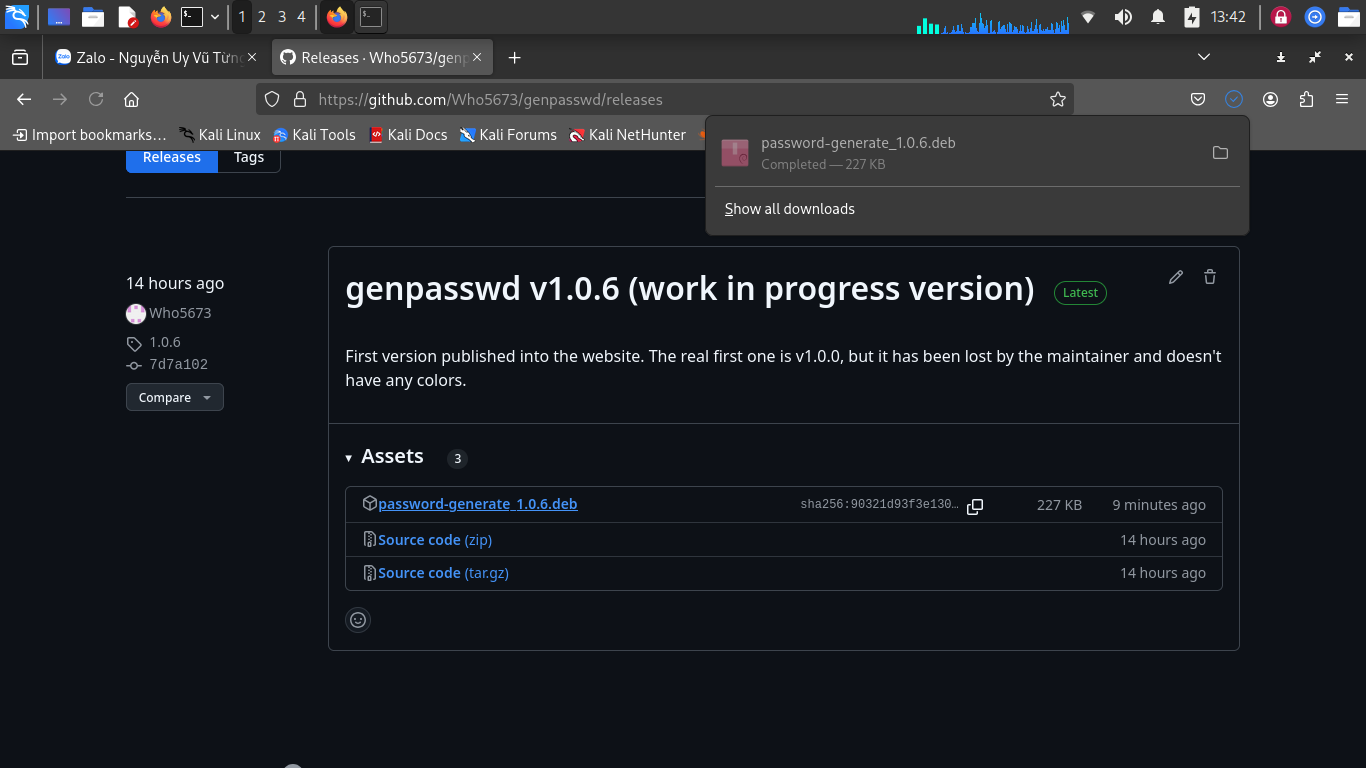 1 2 3 4
13:42
Zalo - Nguyễn Uy Vũ Từng
Releases · Who5673/genp
https://github.com/Who5673/genpasswd/releases
Import bookmarks… Kali Linux Kali Tools Kali Docs Kali Forums Kali NetHunter
password-generate_1.0.6.deb
Completed — 227 KB
Show all downloads
Releases Tags
14 hours ago
Who5673
1.0.6
7d7a102
Compare
genpasswd v1.0.6 (work in progress version) Latest
First version published into the website. The real first one is v1.0.0, but it has been lost by the maintainer and doesn't
have any colors.
Assets 3
password-generate_1.0.6.deb sha256:90321d93f3e130… 227 KB 9 minutes ago
Source code (zip) 14 hours ago
Source code (tar.gz) 14 hours ago